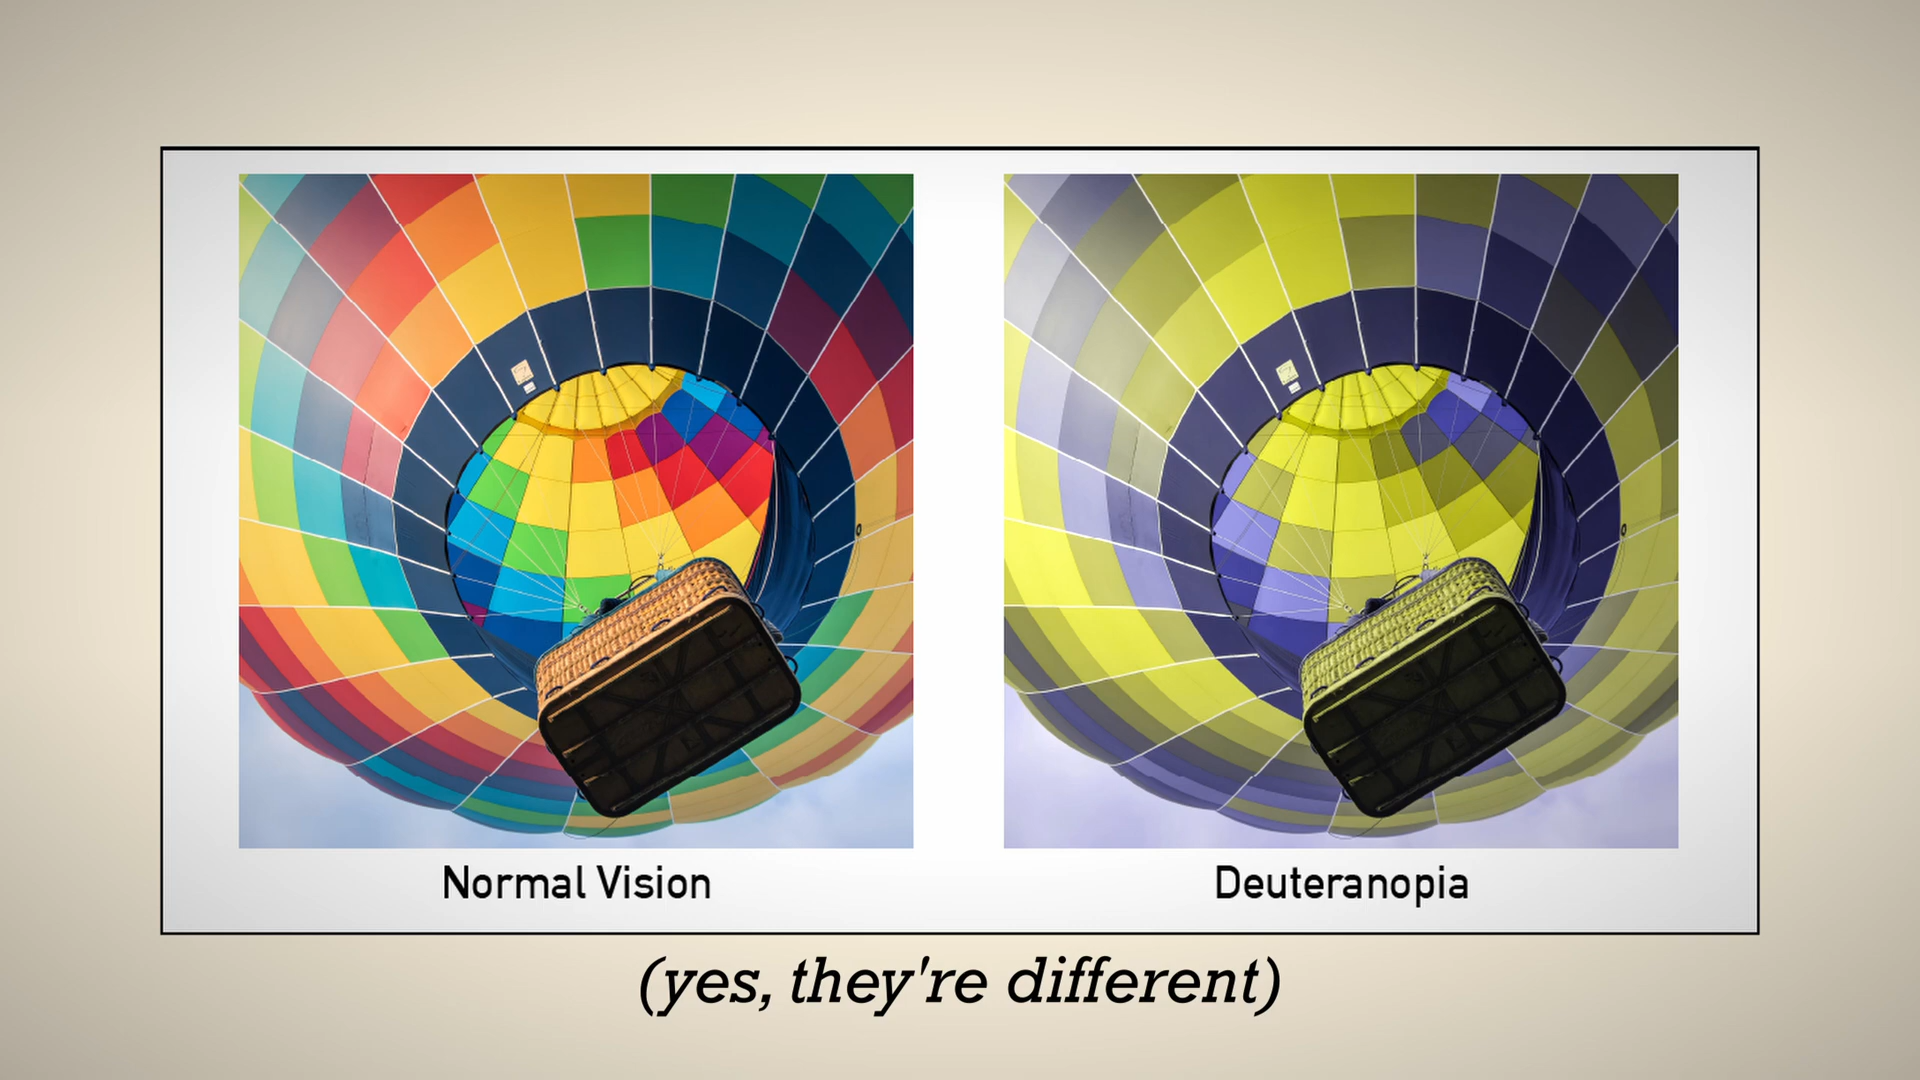 Normal Vision
Deuteranopia
(yes, they're different)